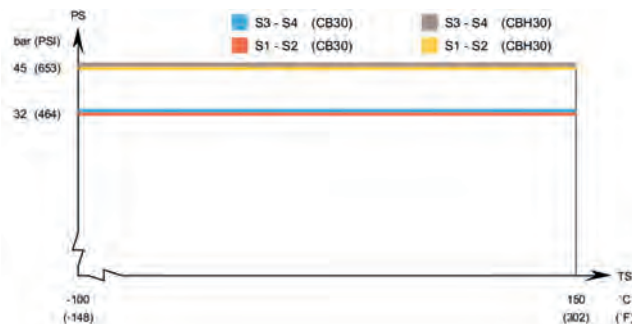 PS
S3 - S4 (CB30)
S3 - S4 (CBH30)
bar (PSI)
S1 - S2 (CB30)
S1 - S2 (CBH30)
45 (653)
32 (464)
TS
-100
150
°C
(-148)
(302)
(°F)